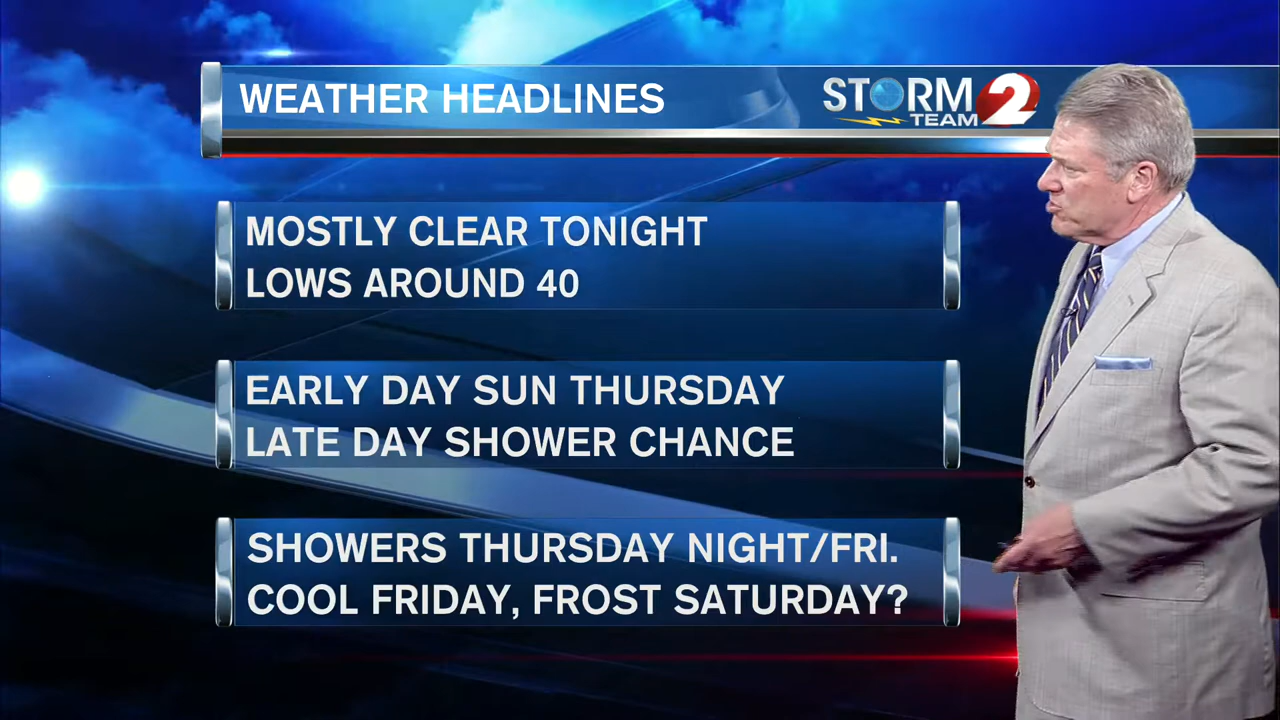 WEATHER HEADLINES
STORM
TEAM 2
MOSTLY CLEAR TONIGHT
LOWS AROUND 40
EARLY DAY SUN THURSDAY
LATE DAY SHOWER CHANCE
SHOWERS THURSDAY NIGHT/FRI.
COOL FRIDAY, FROST SATURDAY?